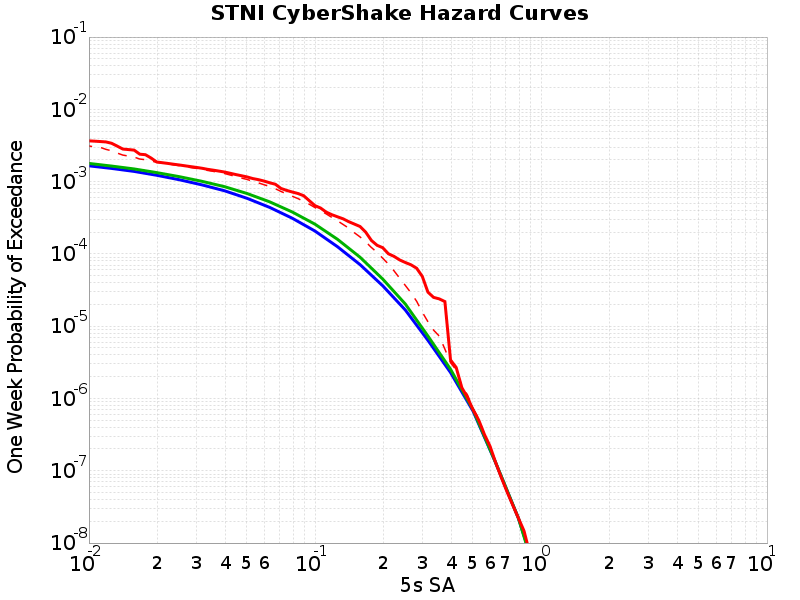 STNI CyberShake Hazard Curves
One Week Probability of Exceedance
10^-1
10^-2
10^-3
10^-4
10^-5
10^-6
10^-7
10^-8
10^-2 2 3 4 5 6 10^-1 2 3 4 5 6 7 10^0 2 3 4 5 6 7 10^1
5s SA